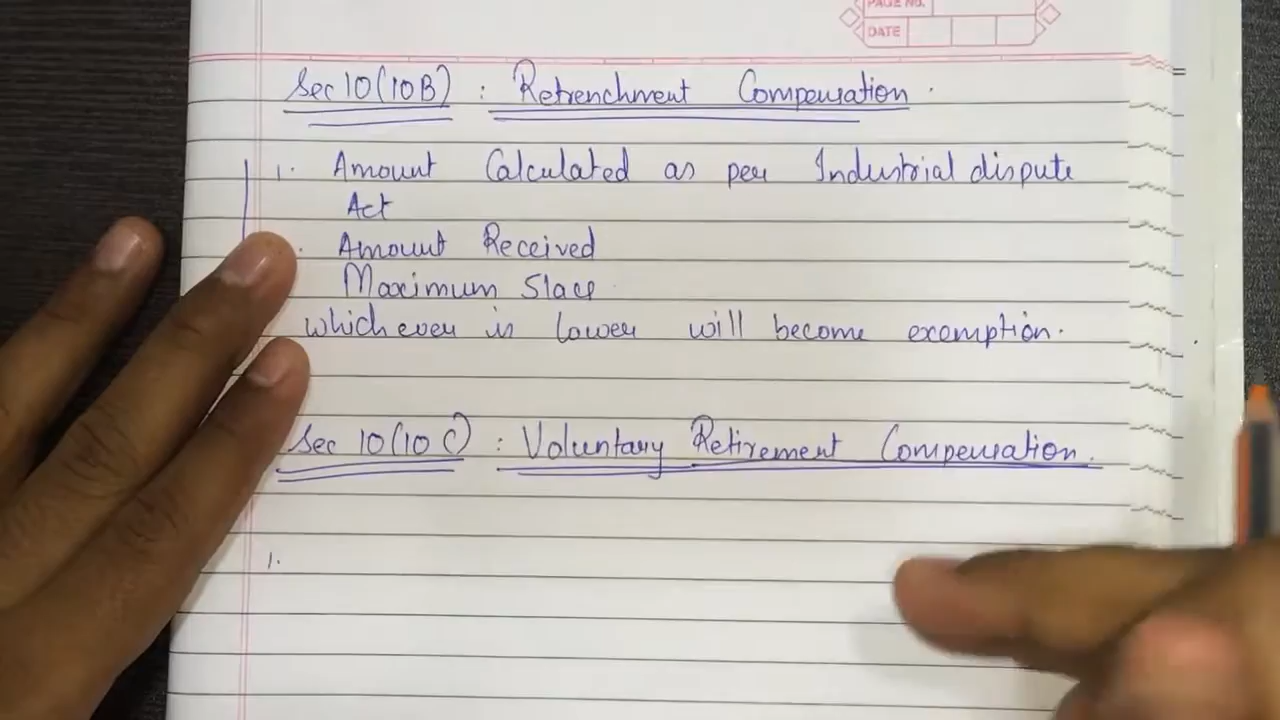 PAGE NO.
DATE
Sec 10(10B) : Retrenchment Compensation.
1. Amount Calculated as per Industrial dispute
Act
. Amount Received
Maximum
whichever is lower will become exemption.
Sec 10(10C) : Voluntary Retirement Compensation.
1.